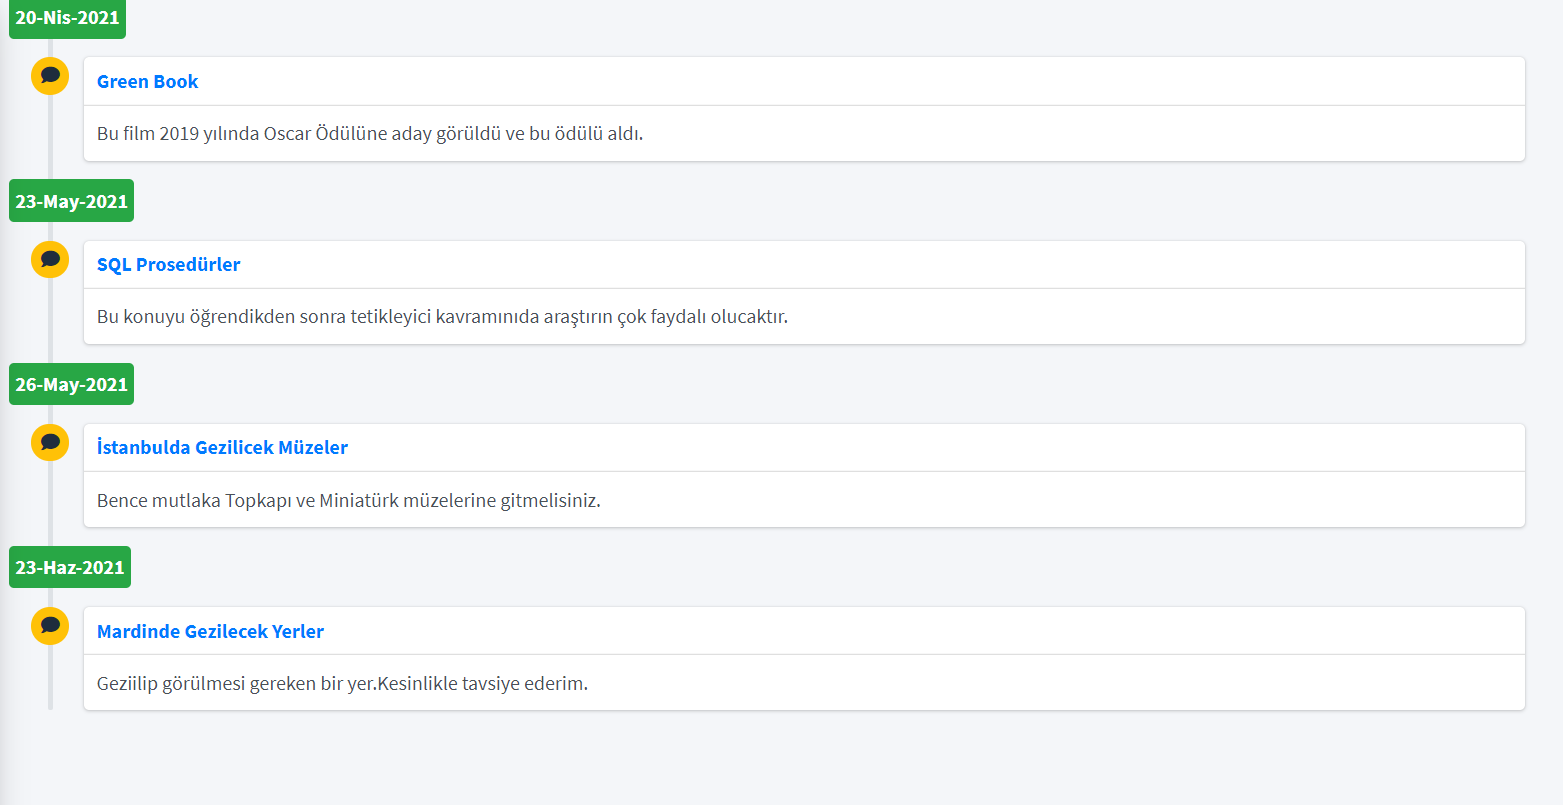 20-Nis-2021
Green Book
Bu film 2019 yılında Oscar Ödülüne aday görüldü ve bu ödülü aldı.
23-May-2021
SQL Prosedürler
Bu konuyu öğrendikden sonra tetikleyici kavramınıda araştırın çok faydalı olucaktır.
26-May-2021
İstanbulda Gezilicek Müzeler
Bence mutlaka Topkapı ve Miniatürk müzelerine gitmelisiniz.
23-Haz-2021
Mardinde Gezilecek Yerler
Geziilip görülmesi gereken bir yer.Kesinlikle tavsiye ederim.